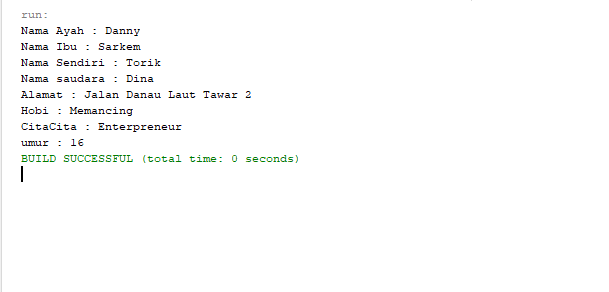 run:
Nama Ayah : Danny
Nama Ibu : Sarkem
Nama Sendiri : Torik
Nama saudara : Dina
Alamat : Jalan Danau Laut Tawar 2
Hobi : Memancing
CitaCita : Enterpreneur
umur : 16
BUILD SUCCESSFUL (total time: 0 seconds)